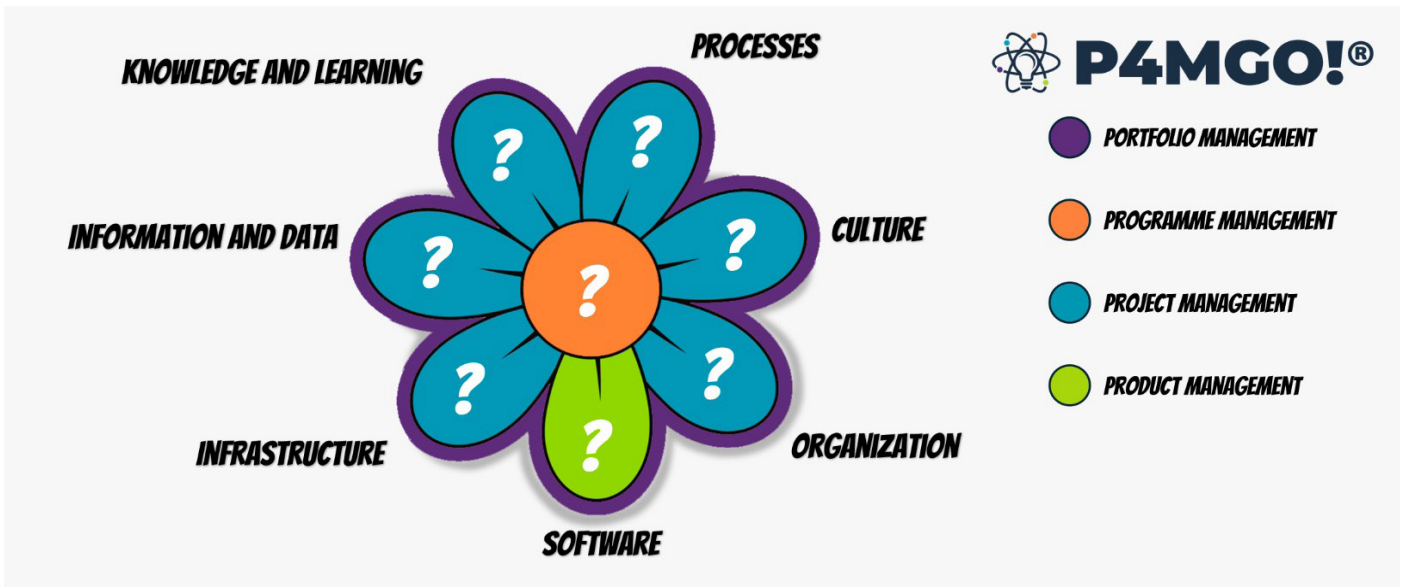 KNOWLEDGE AND LEARNING
PROCESSES
P4MGO!®
?
?
PORTFOLIO MANAGEMENT
INFORMATION AND DATA
?
?
CULTURE
PROGRAMME MANAGEMENT
?
PROJECT MANAGEMENT
?
?
PRODUCT MANAGEMENT
INFRASTRUCTURE
?
ORGANIZATION
SOFTWARE